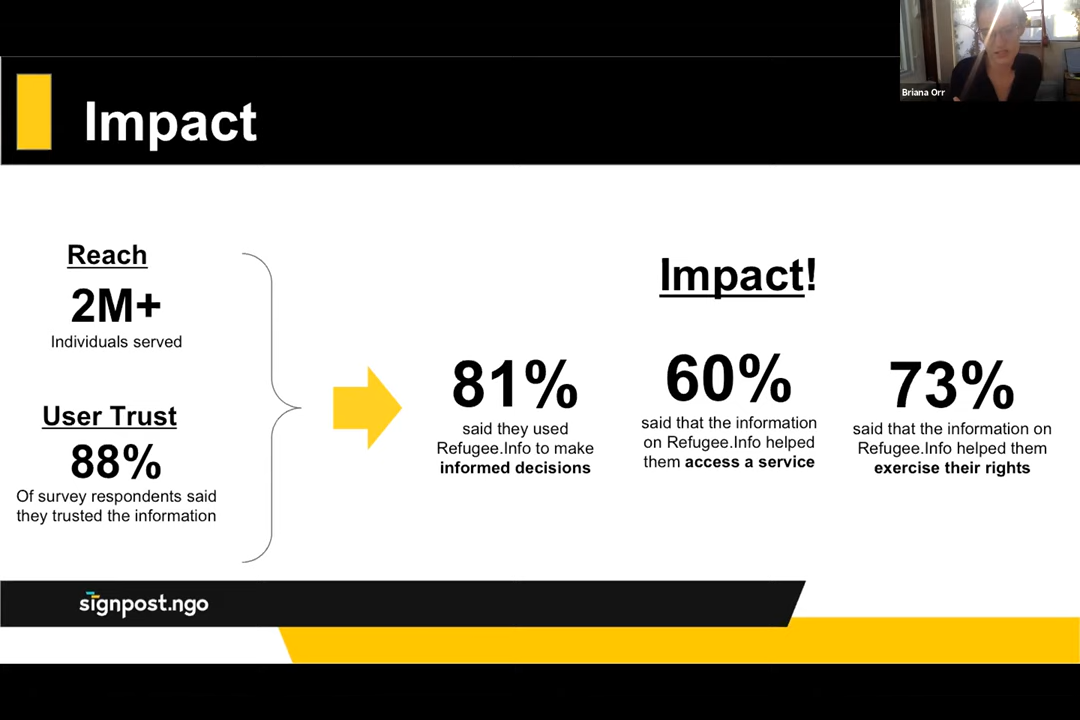 Briana Orr
Impact
Reach
2M+
Individuals served
User Trust
88%
Of survey respondents said
they trusted the information
Impact!
81%
said they used
Refugee.Info to make
informed decisions
60%
said that the information
on Refugee.Info helped
them access a service
73%
said that the information on
Refugee.Info helped them
exercise their rights
signpost.ngo